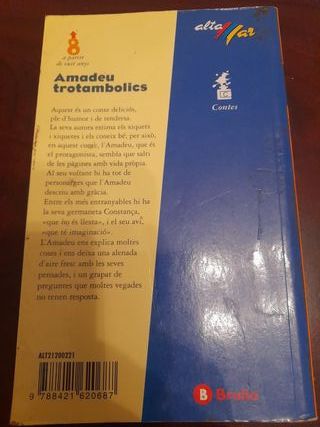 8
a partir
de vuit anys
alta Mar
Amadeu
trotambolics
Contes
Aquest és un conte deliciós,
ple d'humor i de tendresa.
La seva autora estima els xiquets
i xiquetes i els coneix bé; per això,
en aquest conte, l'Amadeu, que és
el protagonista, sembla que salti
de les pàgines amb vida pròpia.
Al seu voltant hi ha tot de
personatges que l'Amadeu
descriu amb gràcia.
Entre els més entranyables hi ha
la seva germaneta Constança,
«que no és llesta», i el seu avi,
«que té imaginació».
L'Amadeu ens explica moltes
coses i ens deixa una alenada
d'aire fresc amb les seves
pensades, i un grapat de
preguntes que moltes vegades
no tenen resposta.
ALT21200221
9 788421 620687
B Bruño